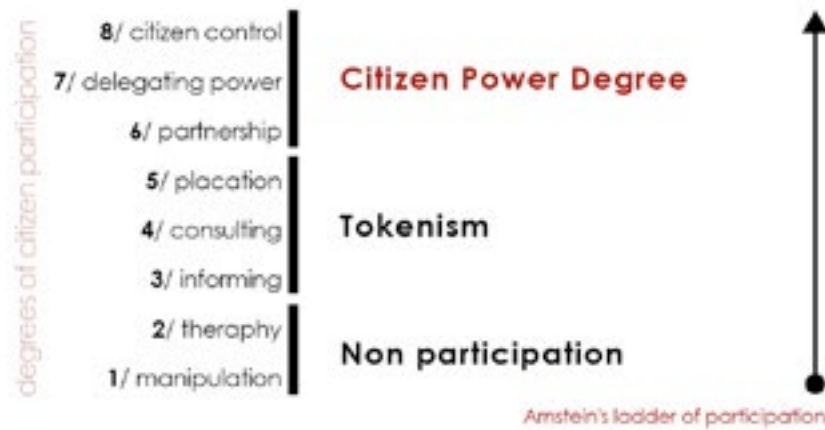 degrees of citizen participation
8/ citizen control
7/ delegating power
6/ partnership
Citizen Power Degree
5/ placation
4/ consulting
3/ informing
Tokenism
2/ theraphy
1/ manipulation
Non participation
Arnstein's ladder of participation